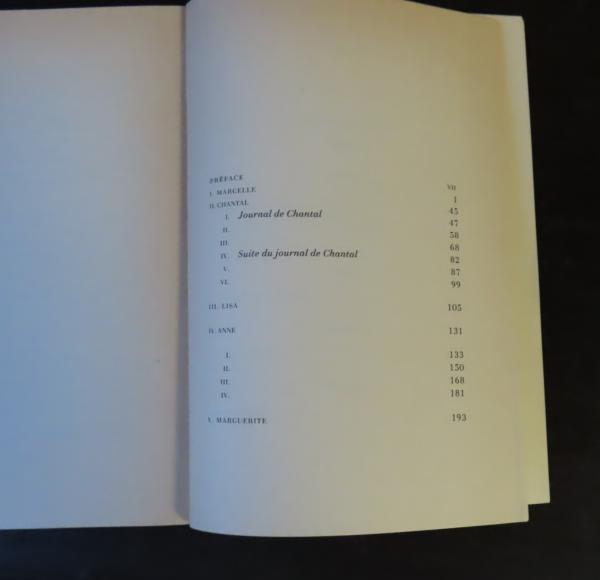 PRÉFACE VII
I. MARCELLE 1
II. CHANTAL 45
I. Journal de Chantal 47
II. 58
III. 68
IV. Suite du journal de Chantal 82
V. 87
VI. 99
III. LISA 105
IV. ANNE 131
I. 133
II. 150
III. 168
IV. 181
V. MARGUERITE 193